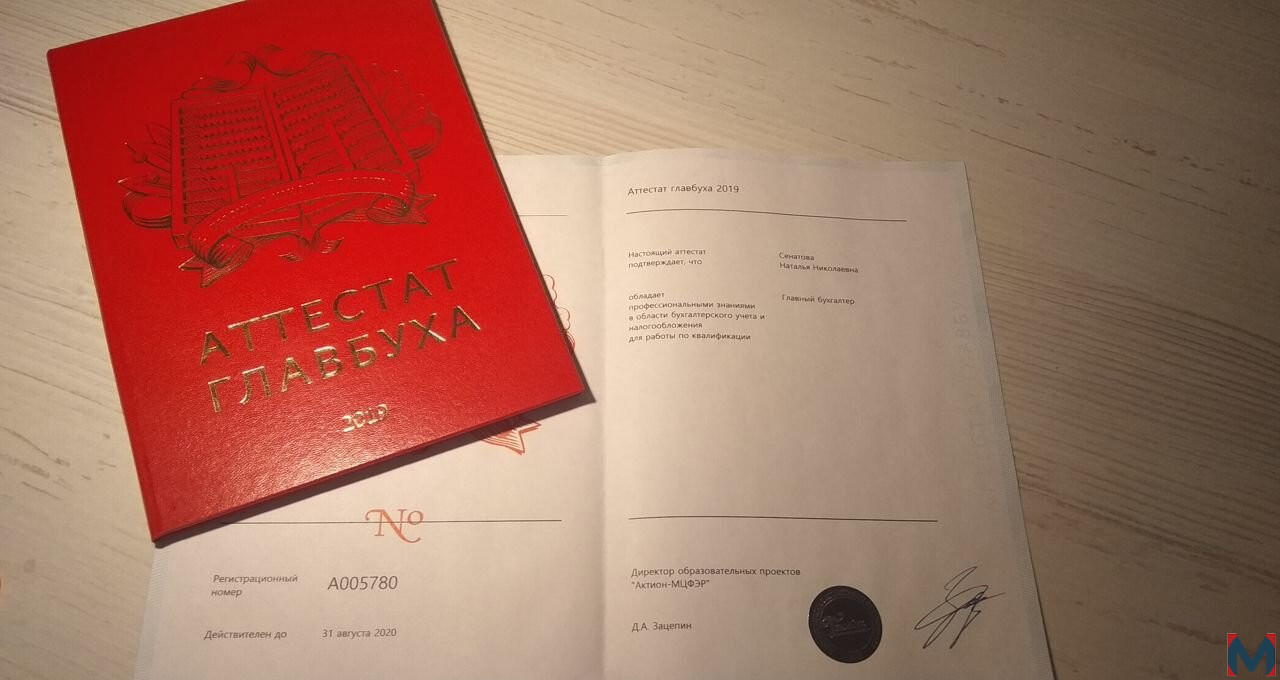 АТТЕСТАТ
ГЛАВБУХА
2019
Аттестат главбуха 2019
Настоящий аттестат
подтверждает, что
Сенатова
Наталья Николаевна
обладает
профессиональными знаниями
в области бухгалтерского учета и
налогообложения
для работы по квалификации
Главный бухгалтер
№
Регистрационный
номер
А005780
Действителен до
31 августа 2020
Директор образовательных проектов
"Актион-МЦФЭР"
Д.А. Зацепин
M